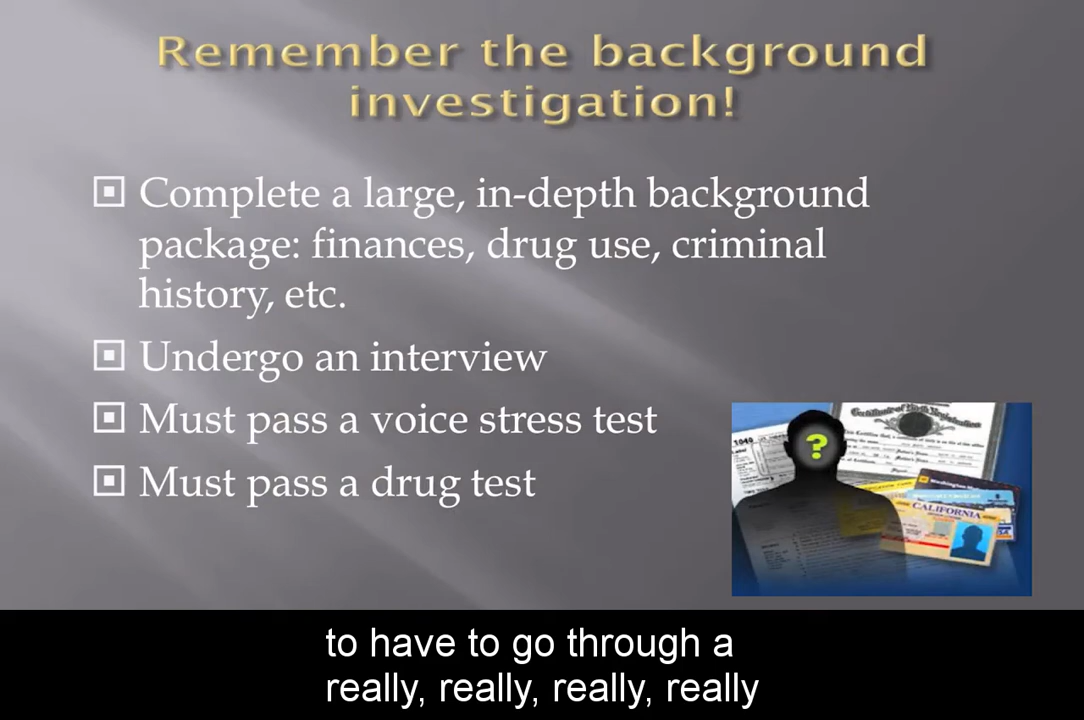 Remember the background
investigation!
Complete a large, in-depth background
package: finances, drug use, criminal
history, etc.
Undergo an interview
Must pass a voice stress test
Must pass a drug test
?
1040
CALIFORNIA
to have to go through a
really, really, really, really